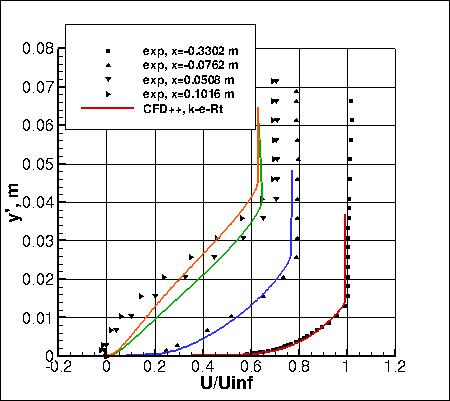 exp, x=-0.3302 m
exp, x=-0.0762 m
exp, x=0.0508 m
exp, x=0.1016 m
CFD++, k-e-Rt
0.08
0.07
0.06
0.05
0.04
0.03
0.02
0.01
0
y', m
-0.2 0 0.2 0.4 0.6 0.8 1 1.2
U/Uinf